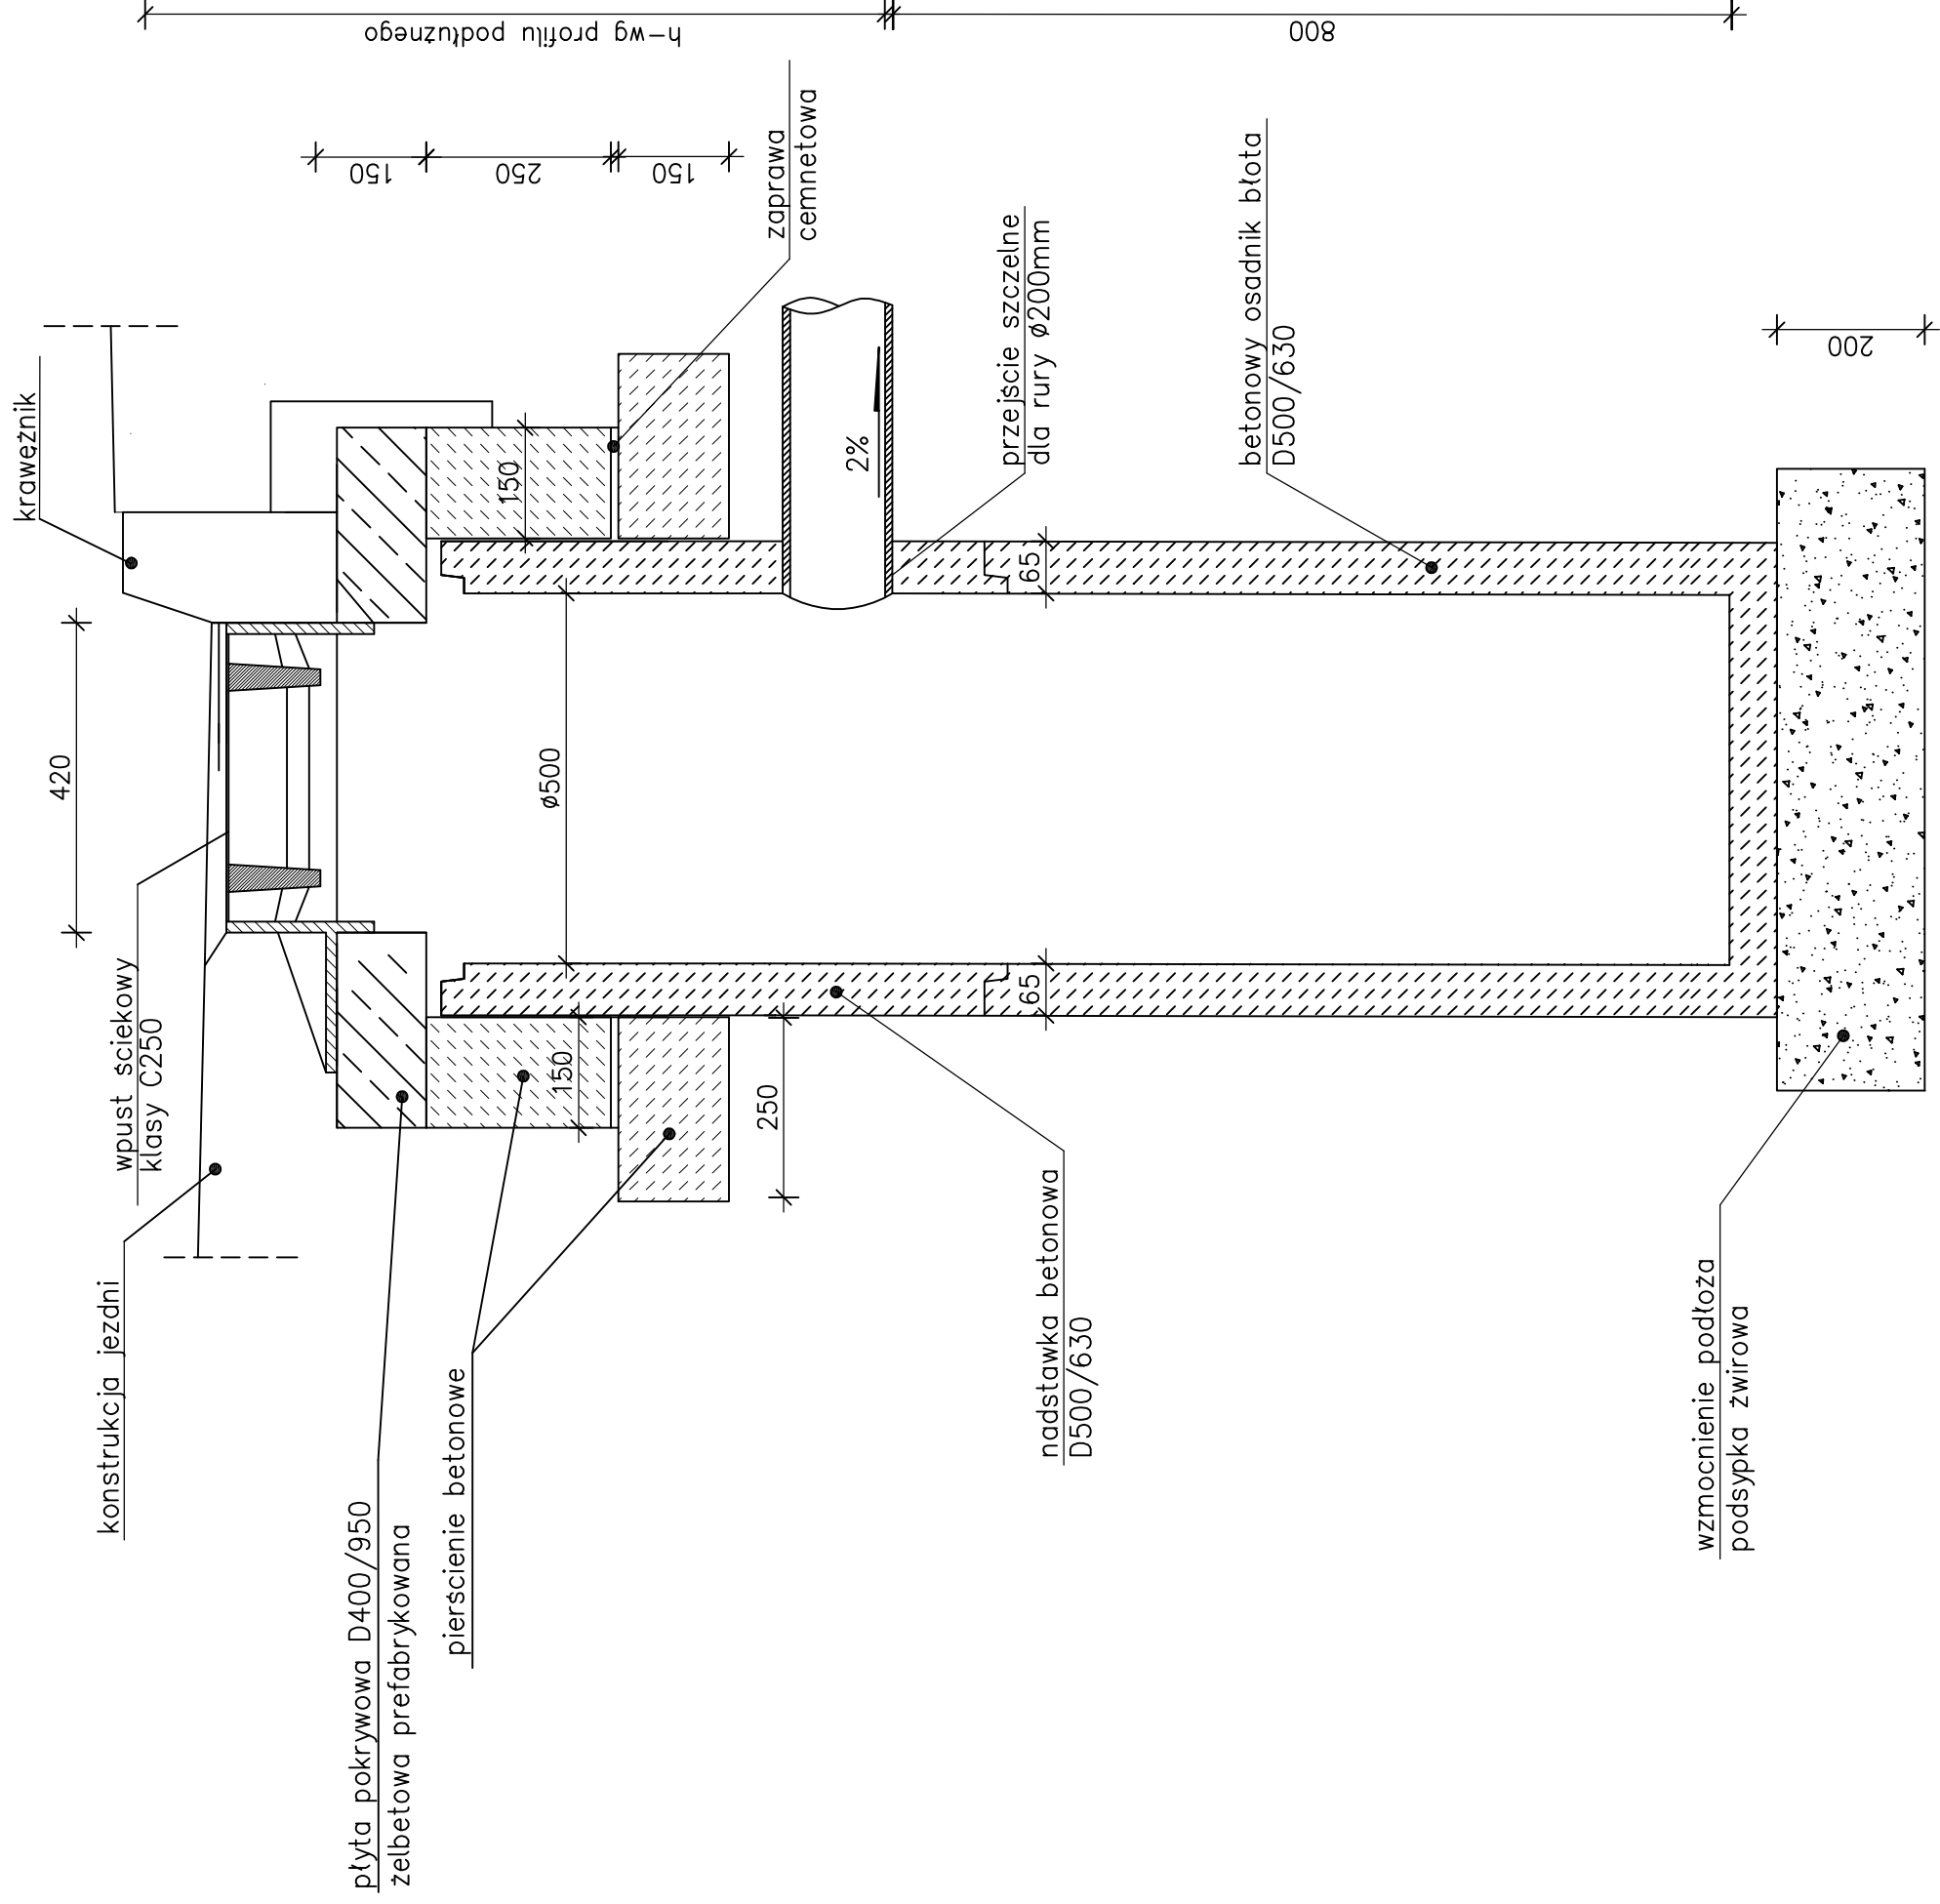 krawężnik
420
wpust ściekowy
klasy C250
konstrukcja jezdni
płyta pokrywowa D400/950
żelbetowa prefabrykowana
pierścienie betonowe
h-wg profilu podłużnego
800
150
250
150
zaprawa
cemnetowa
150
ø500
150
250
2%
przejście szczelne
dla rury ø200mm
65
65
nadstawka betonowa
D500/630
betonowy osadnik błota
D500/630
200
wzmocnienie podłoża
podsypka żwirowa